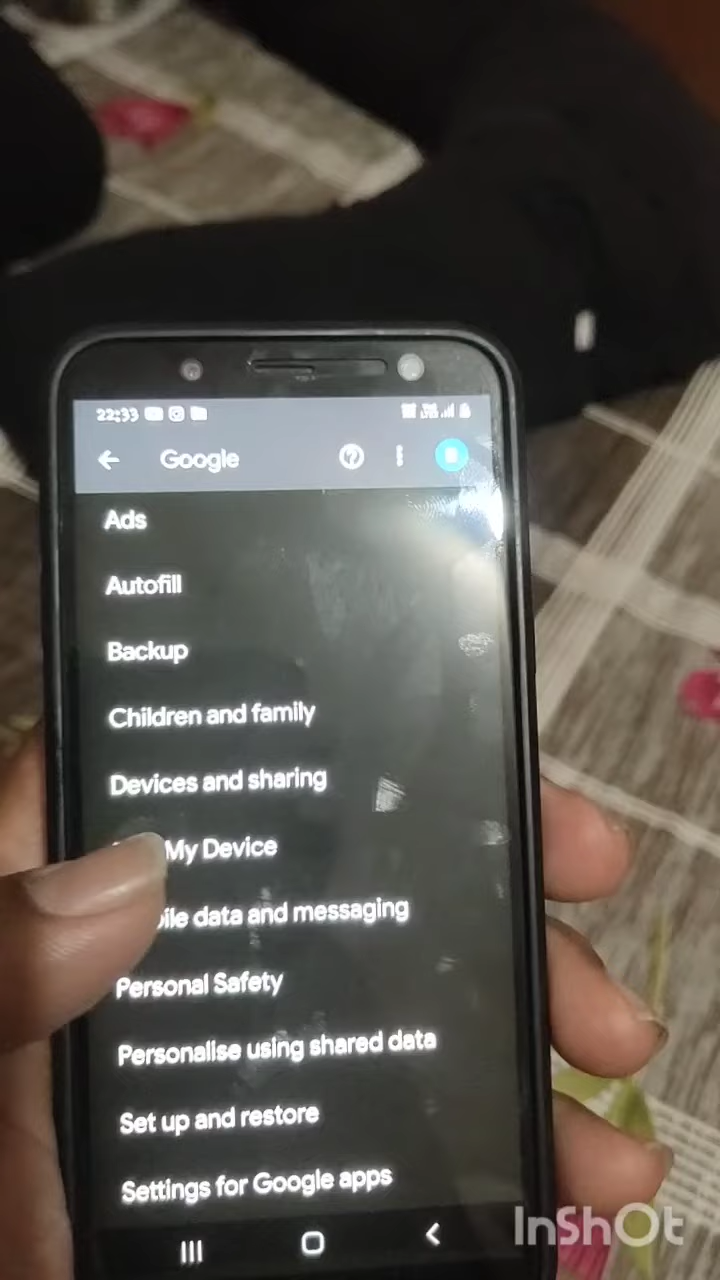 22:33
Google
Ads
Autofill
Backup
Children and family
Devices and sharing
My Device
data and messaging
Personal Safety
Personalise using shared data
Set up and restore
Settings for Google apps
InShOt